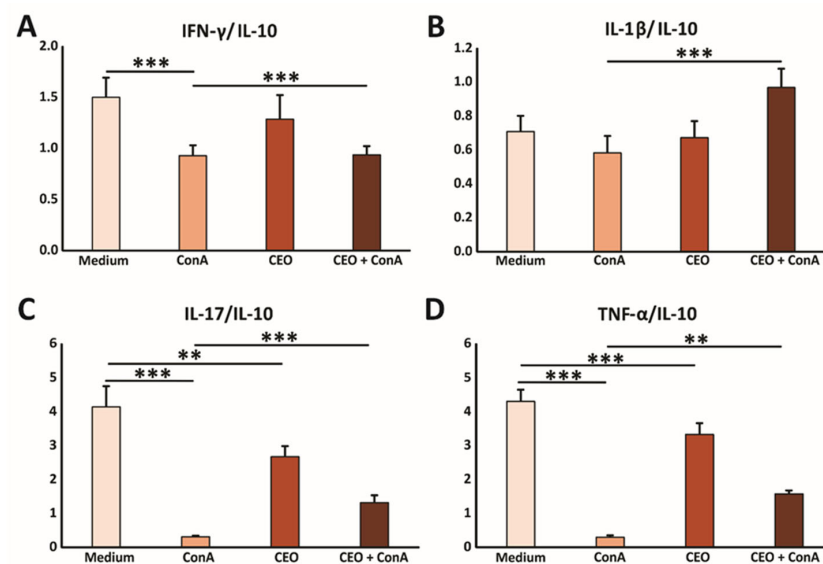 A
IFN-γ/ IL-10
***
***
2.0
1.5
1.0
0.5
0.0
Medium ConA CEO CEO + ConA
B
IL-1β/ IL-10
***
1.2
1.0
0.8
0.6
0.4
0.2
0.0
Medium ConA CEO CEO + ConA
C
IL-17/IL-10
***
**
***
6
5
4
3
2
1
0
Medium ConA CEO CEO + ConA
D
TNF-α/IL-10
**
***
***
6
5
4
3
2
1
0
Medium ConA CEO CEO + ConA